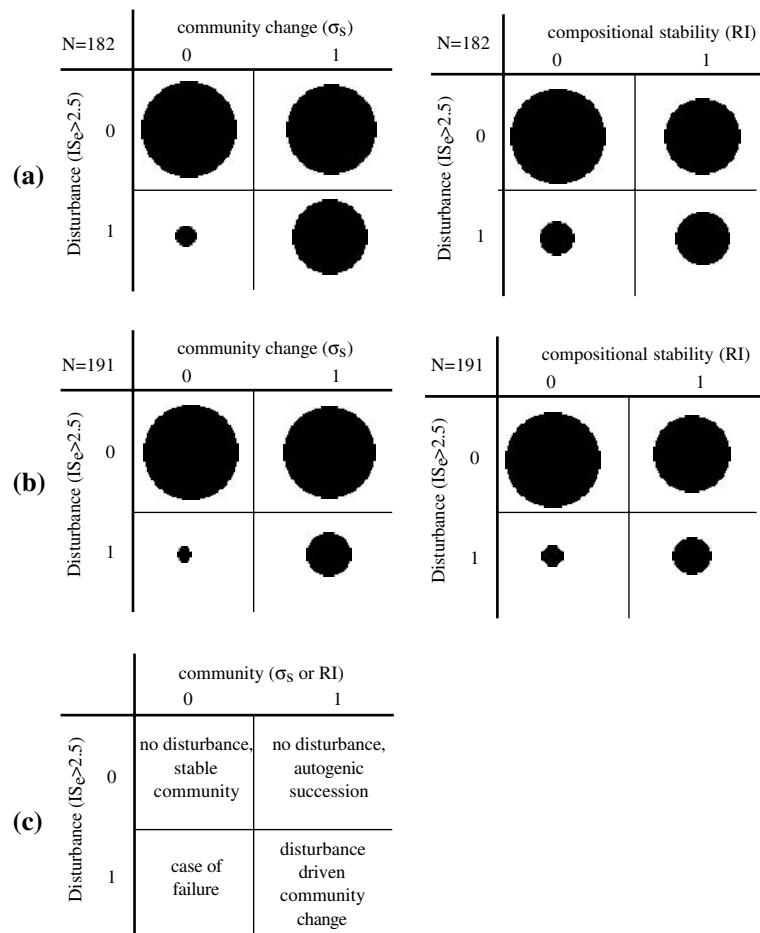 N=182
community change (σs)
0 1
Disturbance (ISe>2.5)
0
1
(a)
N=182
compositional stability (RI)
0 1
Disturbance (ISe>2.5)
0
1
N=191
community change (σs)
0 1
Disturbance (ISe>2.5)
0
1
(b)
N=191
compositional stability (RI)
0 1
Disturbance (ISe>2.5)
0
1
community (σs or RI)
0 1
Disturbance (ISe>2.5)
0
1
(c)
no disturbance,
stable
community
no disturbance,
autogenic
succession
case of
failure
disturbance
driven
community
change